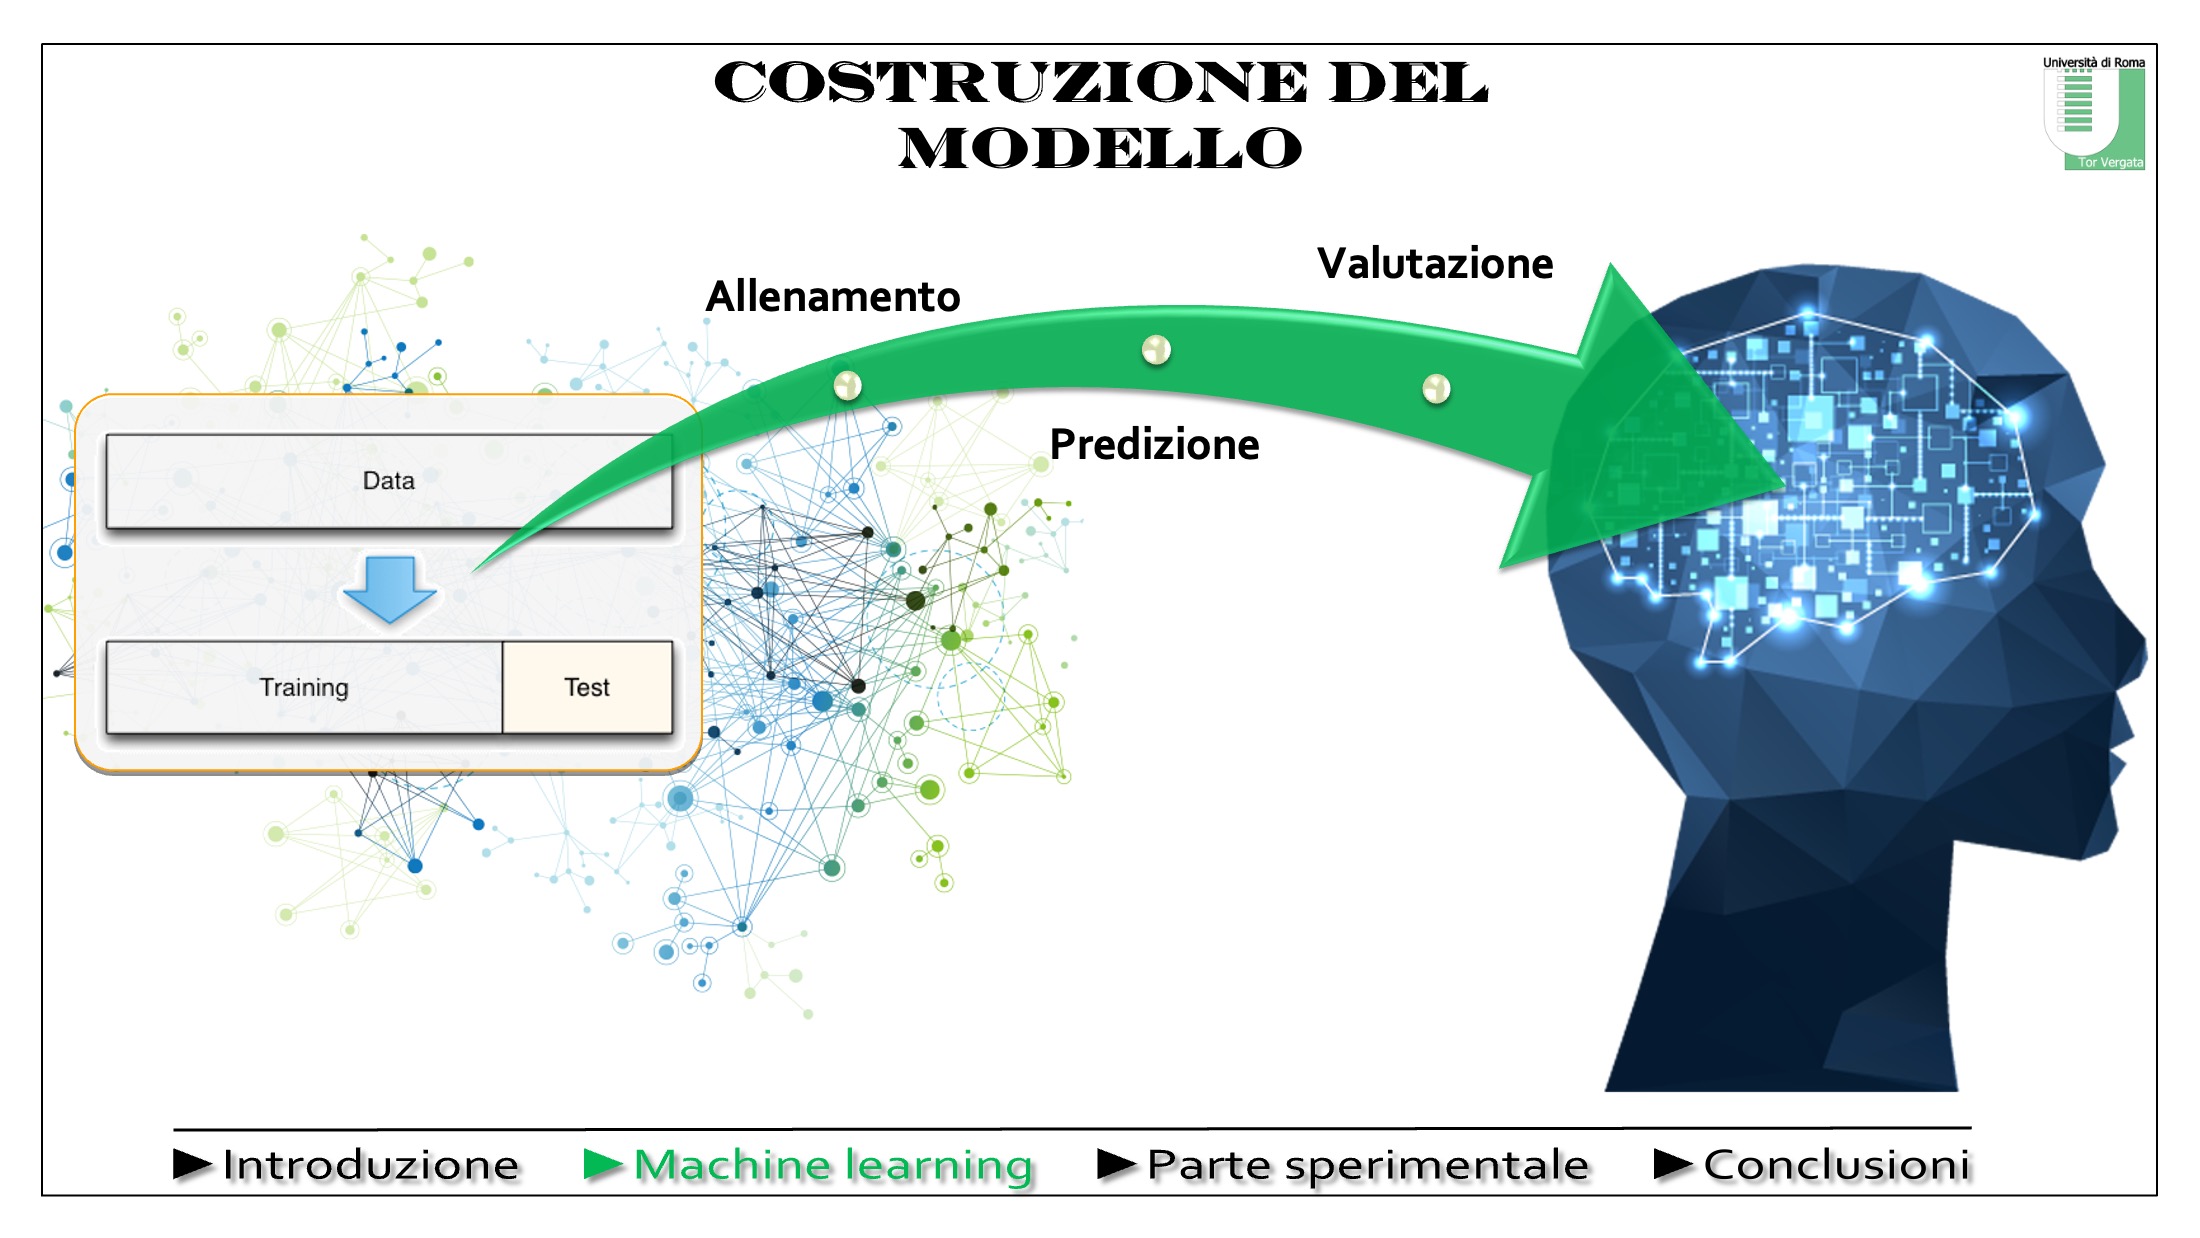 COSTRUZIONE DEL
MODELLO
Università di Roma
Tor Vergata
Allenamento
Valutazione
Predizione
Data
Training
Test
Introduzione
Machine learning
Parte sperimentale
Conclusioni